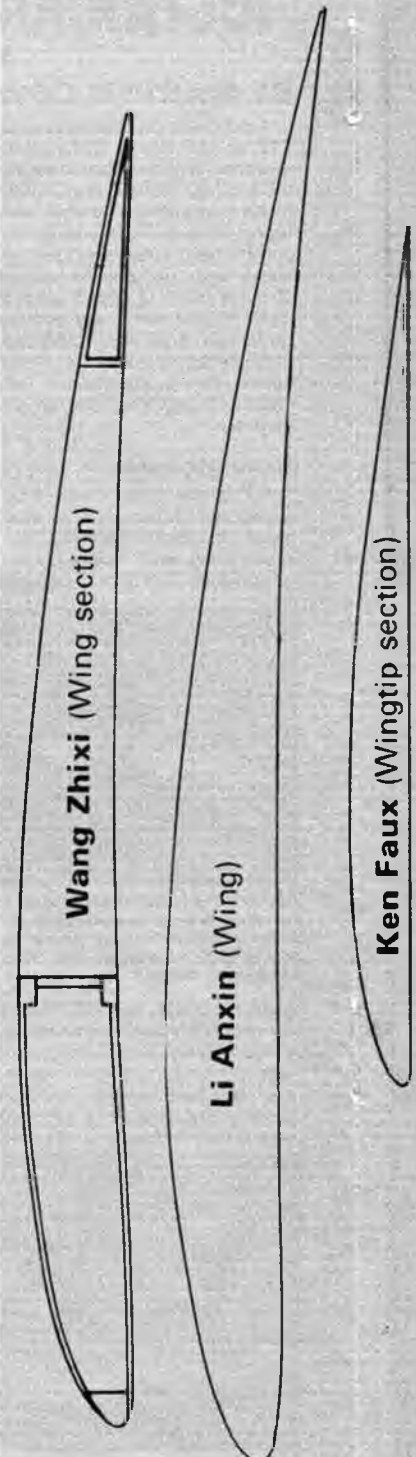 Wang Zhixi (Wing section)
Li Anxin (Wing)
Ken Faux (Wingtip section)